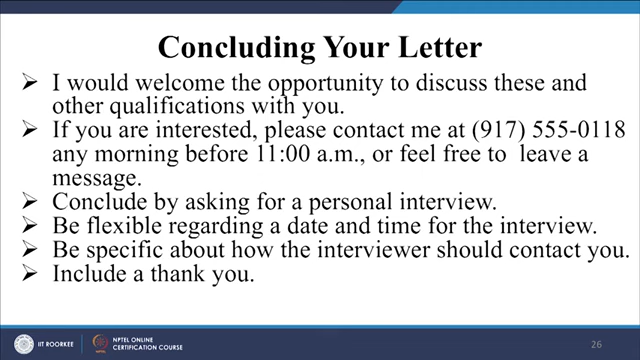 Concluding Your Letter
➢ I would welcome the opportunity to discuss these and
other qualifications with you.
➢ If you are interested, please contact me at (917) 555-0118
any morning before 11:00 a.m., or feel free to leave a
message.
➢ Conclude by asking for a personal interview.
➢ Be flexible regarding a date and time for the interview.
➢ Be specific about how the interviewer should contact you.
➢ Include a thank you.
IIT ROORKEE
NPTEL ONLINE
CERTIFICATION COURSE
26